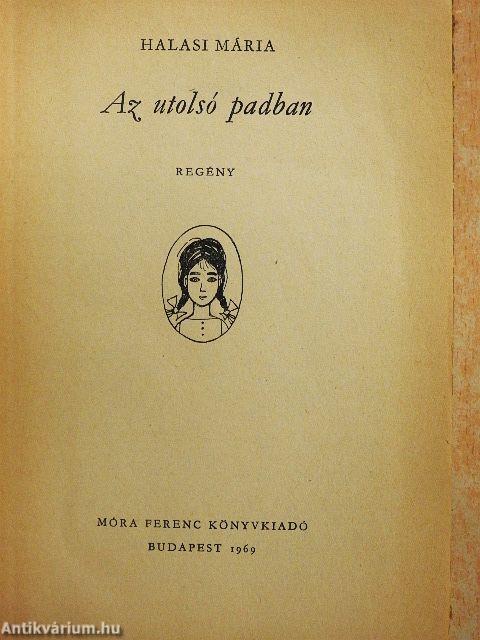 HALASI MÁRIA
Az utolsó padban
REGÉNY
MÓRA FERENC KÖNYVKIADÓ
BUDAPEST 1969
Antikvárium.hu